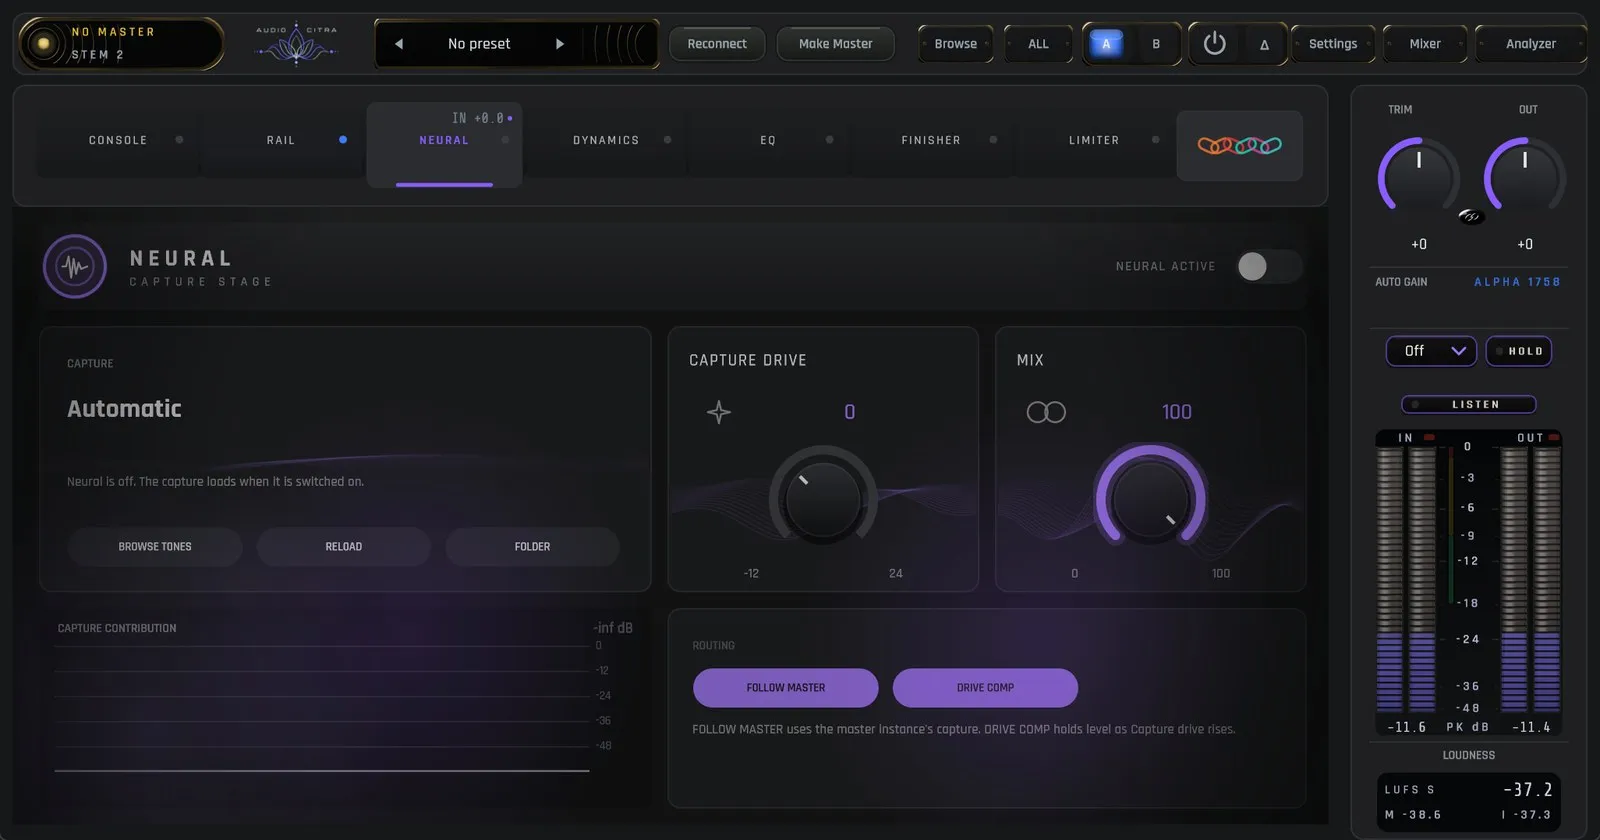 NO MASTER
STEM 2
AUDIO CITRA
No preset
Reconnect
Make Master
Browse
ALL
A
B
Δ
Settings
Mixer
Analyzer
CONSOLE
RAIL
IN +0.0
NEURAL
DYNAMICS
EQ
FINISHER
LIMITER
TRIM
OUT
+0
+0
AUTO GAIN
ALPHA 1758
Off
HOLD
LISTEN
IN
OUT
0
-3
-6
-9
-12
-18
-24
-36
-48
-11.6
PK dB
-11.4
LOUDNESS
LUFS S
-37.2
M -38.6
I -37.3
NEURAL
CAPTURE STAGE
NEURAL ACTIVE
CAPTURE
Automatic
Neural is off. The capture loads when it is switched on.
BROWSE TONES
RELOAD
FOLDER
CAPTURE DRIVE
0
-12
24
MIX
100
0
100
CAPTURE CONTRIBUTION
-inf dB
0
-12
-24
-36
-48
ROUTING
FOLLOW MASTER
DRIVE COMP
FOLLOW MASTER uses the master instance's capture. DRIVE COMP holds level as Capture drive rises.